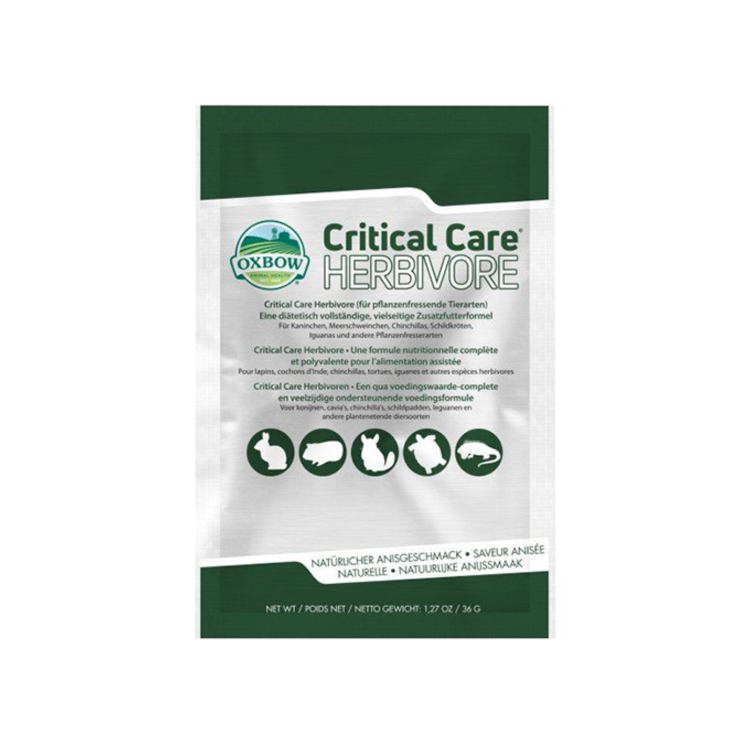 OXBOW
ANIMAL HEALTH
Critical Care®
HERBIVORE
Critical Care Herbivore (für pflanzenfressende Tierarten)
Eine diätetisch vollständige, vielseitige Zusatzfutterformel
Für Kaninchen, Meerschweinchen, Chinchillas, Schildkröten,
Iguanas und andere Pflanzenfresserarten
Critical Care Herbivore • Une formule nutritionnelle complète
et polyvalente pour l'alimentation assistée
Pour lapins, cochons d'Inde, chinchillas, tortues, iguanes et autres espèces herbivores
Critical Care Herbivoren • Een qua voedingswaarde-complete
en veelzijdige ondersteunende voedingsformule
Voor konijnen, cavia's, chinchilla's, schildpadden, leguanen en
andere plantenetende diersoorten
NATÜRLICHER ANISGESCHMACK • SAVEUR ANISÉE
NATURELLE • NATUURLIJKE ANIJSSMAAK
NET WT / POIDS NET / NETTO GEWICHT: 1,27 OZ / 36 G